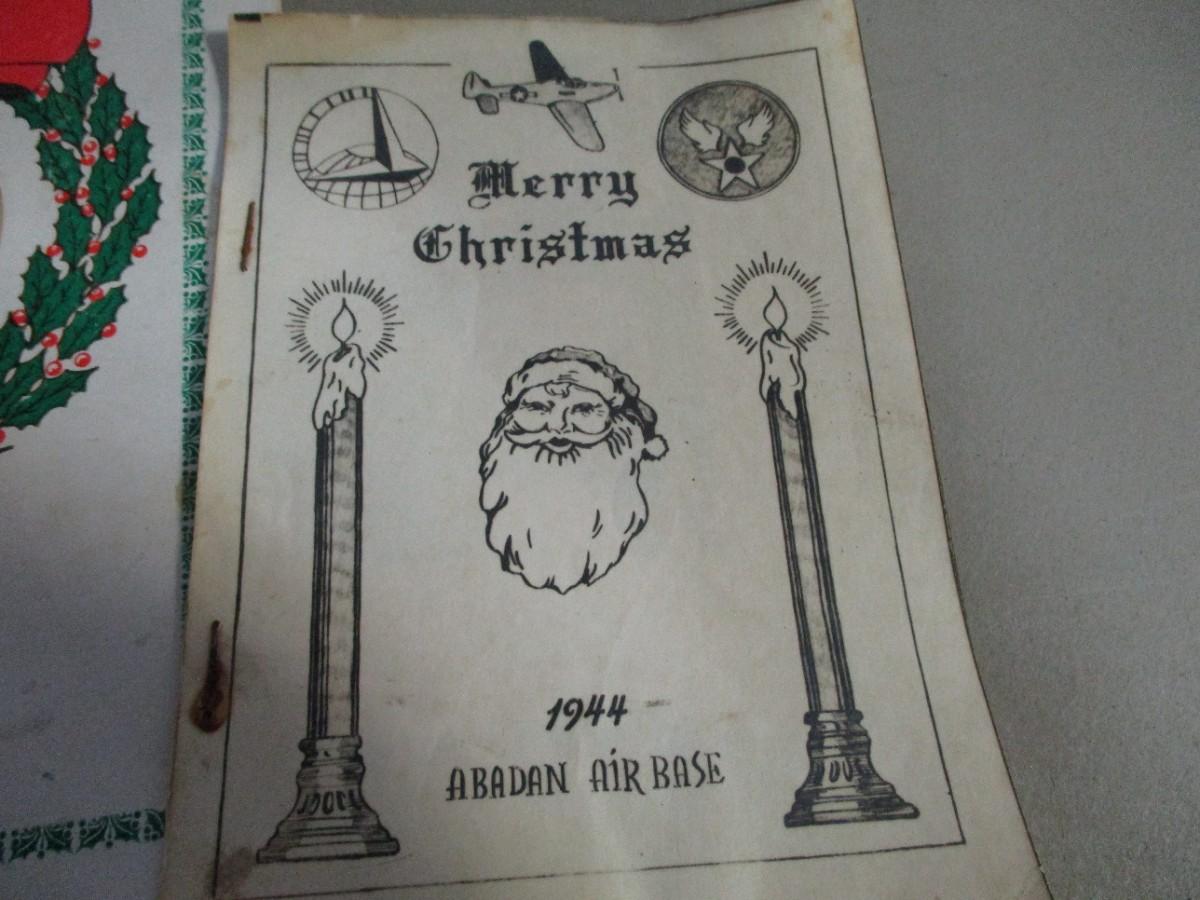 Merry
Christmas
1944
ABADAN AIR BASE